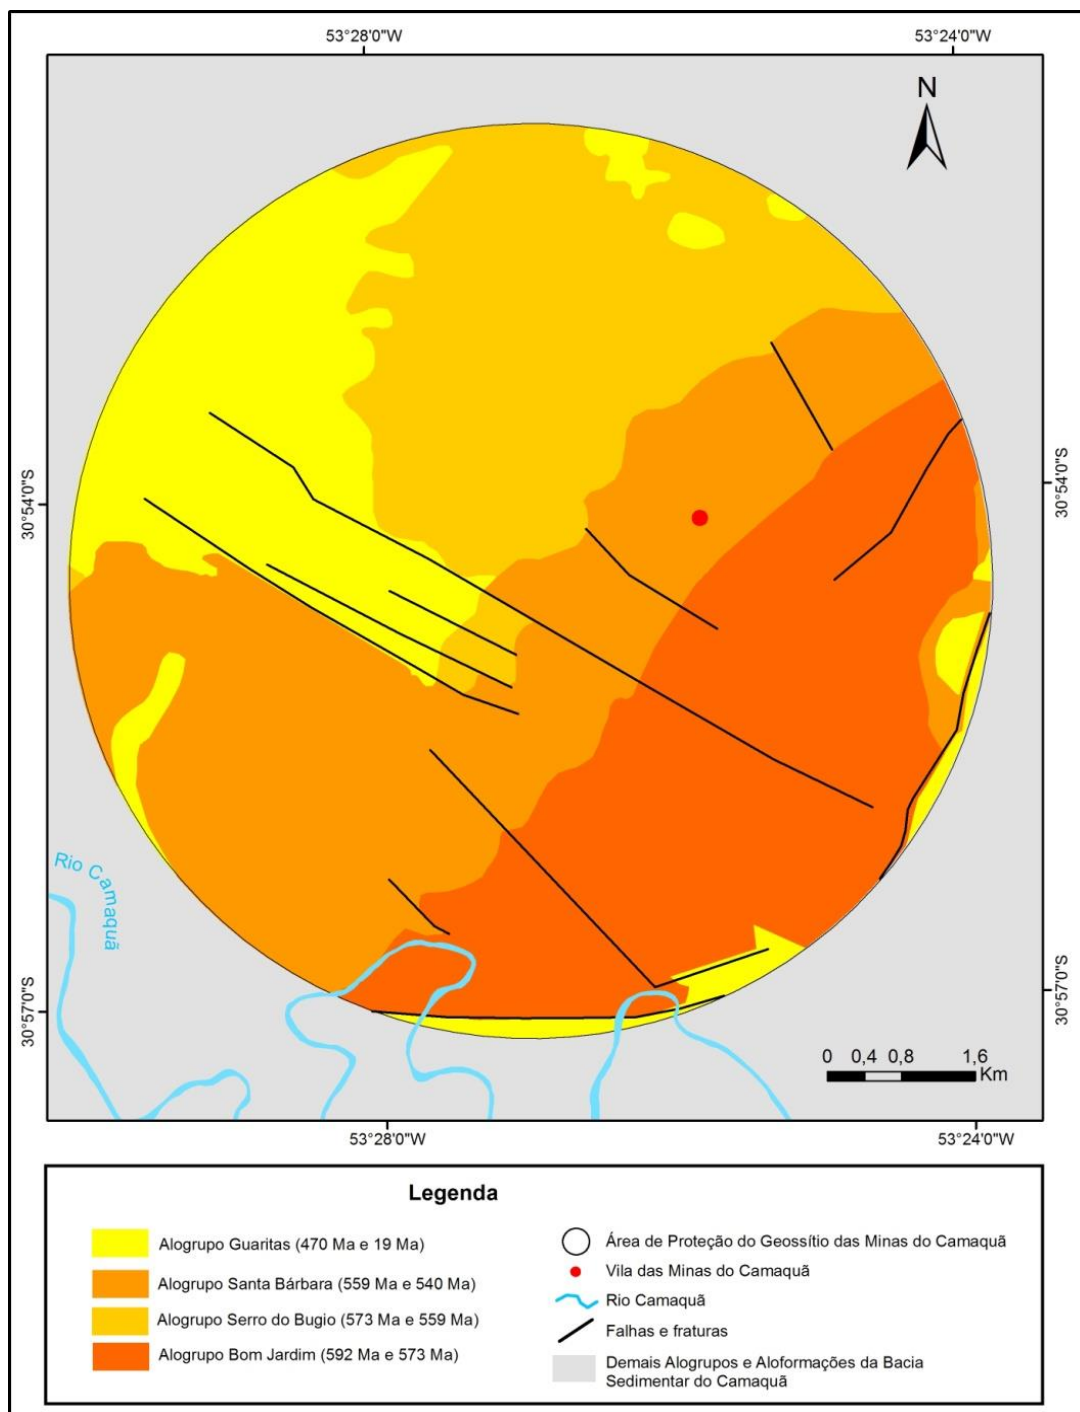 53°28'0"W
53°24'0"W
N
30°54'0"S
30°54'0"S
Rio Camaquã
30°57'0"S
30°57'0"S
0 0,4 0,8 1,6
Km
53°28'0"W
53°24'0"W
Legenda
Alogrupo Guaritas (470 Ma e 19 Ma)
Alogrupo Santa Bárbara (559 Ma e 540 Ma)
Alogrupo Serro do Bugio (573 Ma e 559 Ma)
Alogrupo Bom Jardim (592 Ma e 573 Ma)
Área de Proteção do Geossítio das Minas do Camaquã
Vila das Minas do Camaquã
Rio Camaquã
Falhas e fraturas
Demais Alogrupos e Aloformações da Bacia
Sedimentar do Camaquã